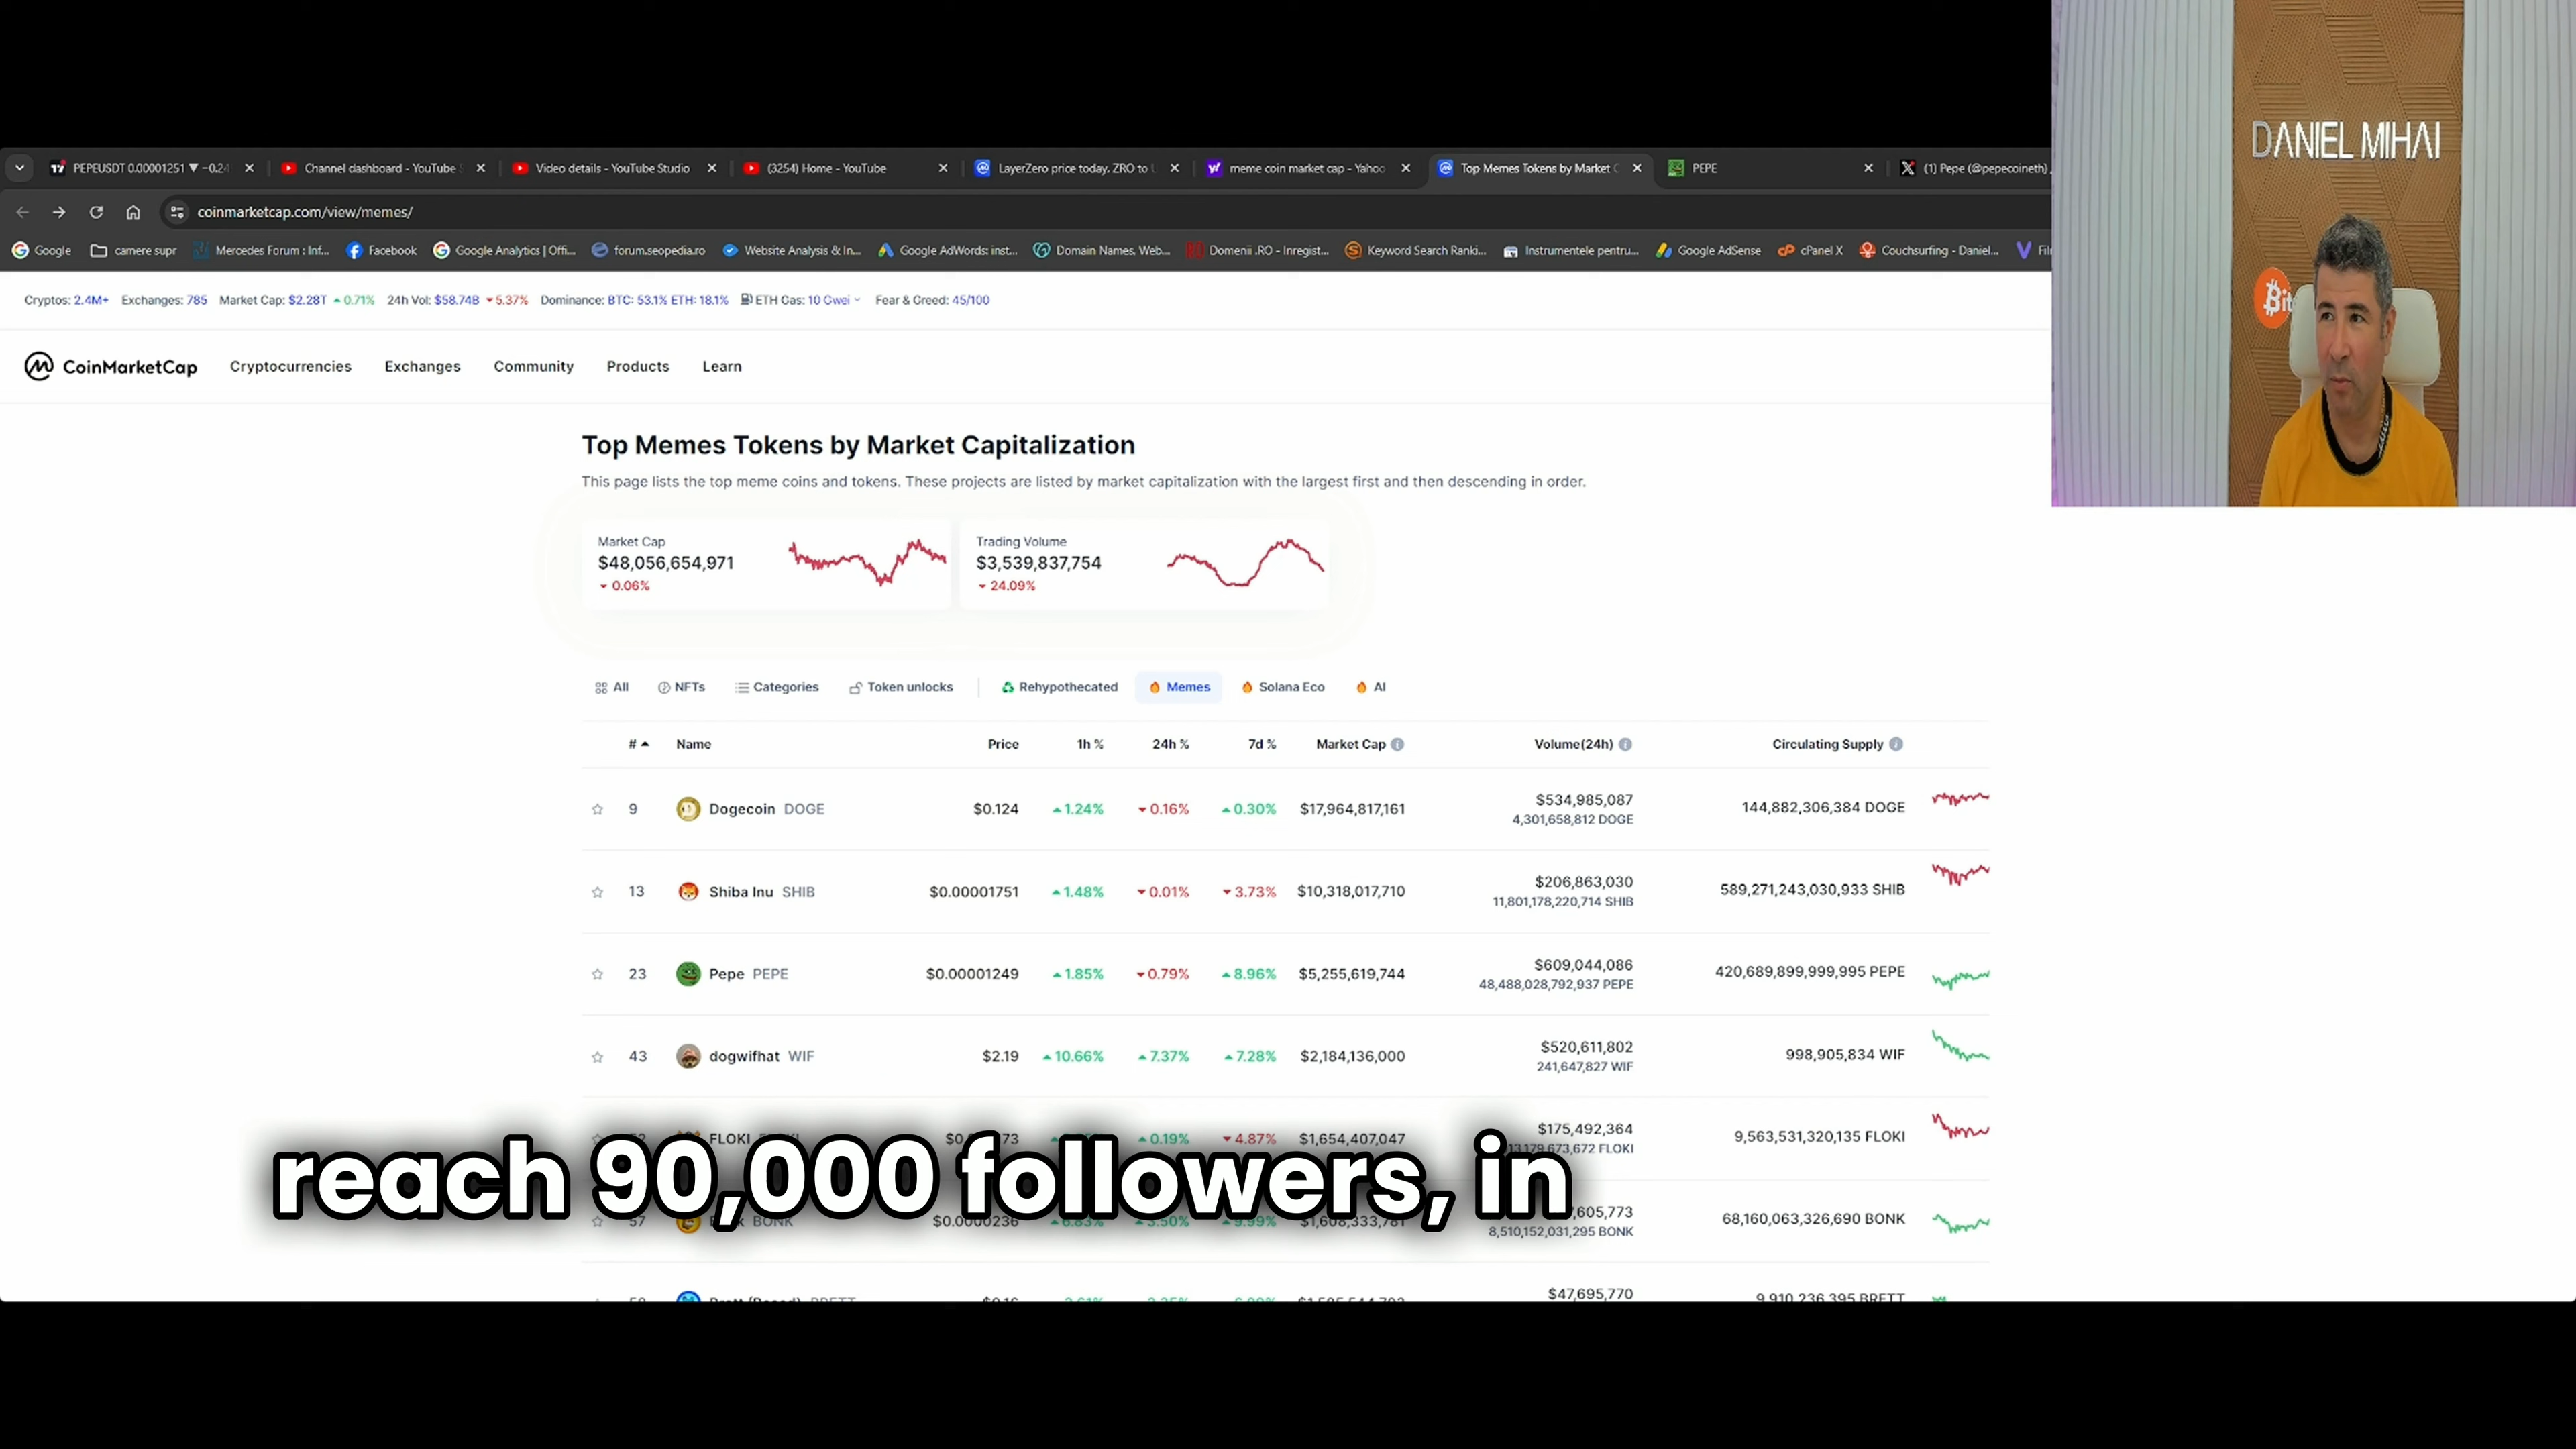 PEPEUSDT 0.00001251 ▼ −0.24
Channel dashboard - YouTube
Video details - YouTube Studio
(3254) Home - YouTube
LayerZero price today, ZRO to
meme coin market cap - Yahoo
Top Memes Tokens by Market
PEPE
(1) Pepe (@pepecoineth)
coinmarketcap.com/view/memes/
Google
camere supr
Mercedes Forum : Inf...
Facebook
Google Analytics | Offi...
forum.seopedia.ro
Website Analysis & In...
Google AdWords: inst...
Domain Names, Web...
Domenii .RO - Inregist...
Keyword Search Ranki...
Instrumentele pentru...
Google AdSense
cPanel X
Couchsurfing - Daniel...
DANIEL MIHAI
Bit
Cryptos: 2.4M+ Exchanges: 785 Market Cap: $2.28T 0.71% 24h Vol: $58.74B 5.37% Dominance: BTC: 53.1% ETH: 18.1% ETH Gas: 10 Gwei Fear & Greed: 45/100
CoinMarketCap Cryptocurrencies Exchanges Community Products Learn
Top Memes Tokens by Market Capitalization
This page lists the top meme coins and tokens. These projects are listed by market capitalization with the largest first and then descending in order.
Market Cap
$48,056,654,971
0.06%
Trading Volume
$3,539,837,754
24.09%
All NFTs Categories Token unlocks Rehypothecated Memes Solana Eco AI
# Name Price 1h % 24h % 7d % Market Cap Volume(24h) Circulating Supply
9 Dogecoin DOGE $0.124 1.24% 0.16% 0.30% $17,964,817,161 $534,985,087 144,882,306,384 DOGE
4,301,658,812 DOGE
13 Shiba Inu SHIB $0.00001751 1.48% 0.01% 3.73% $10,318,017,710 $206,863,030 589,271,243,030,933 SHIB
11,801,178,220,714 SHIB
23 Pepe PEPE $0.00001249 1.85% 0.79% 8.96% $5,255,619,744 $609,044,086 420,689,899,999,995 PEPE
48,488,028,792,937 PEPE
43 dogwifhat WIF $2.19 10.66% 7.37% 7.28% $2,184,136,000 $520,611,802 998,905,834 WIF
241,647,827 WIF
FLOKI 0.19% 4.87% $1,654,407,047 $175,492,364 9,563,531,320,135 FLOKI
reach 90,000 followers, in
57 BONK 68,160,063,326,690 BONK
8,510,152,031,295 BONK
$47,695,770
9,910,236,395 BRETT